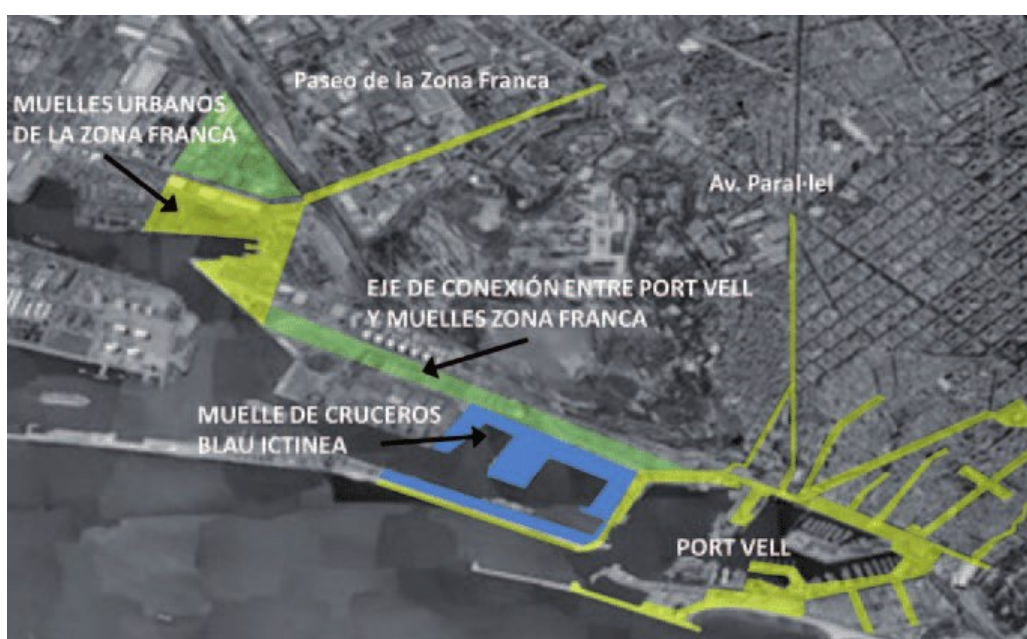 Paseo de la Zona Franca
MUELLES URBANOS
DE LA ZONA FRANCA
Av. Paral·lel
EJE DE CONEXIÓN ENTRE PORT VELL
Y MUELLES ZONA FRANCA
MUELLE DE CRUCEROS
BLAU ICTINEA
PORT VELL